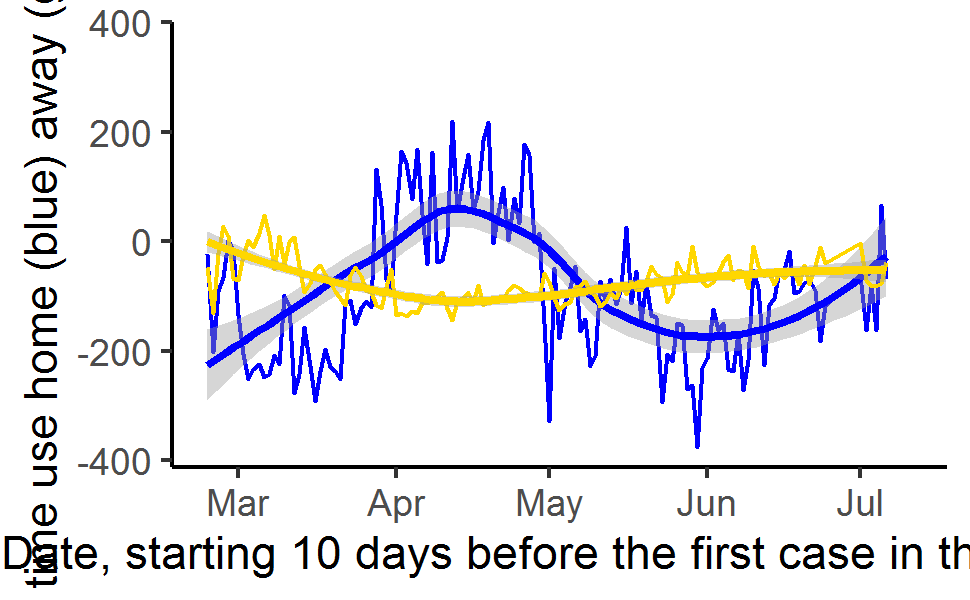 400
200
0
-200
-400
time use home (blue) away (
Mar Apr May Jun Jul
Date, starting 10 days before the first case in th